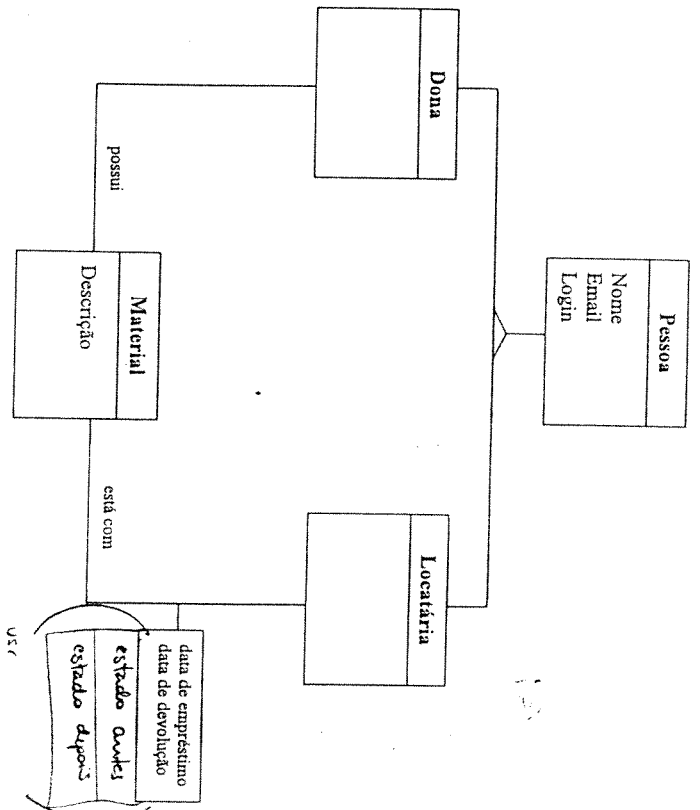 Pessoa
Nome
Email
Login
Dona
Locatária
possui
está com
Material
Descrição
data de empréstimo
data de devolução
estado antes
estado depois